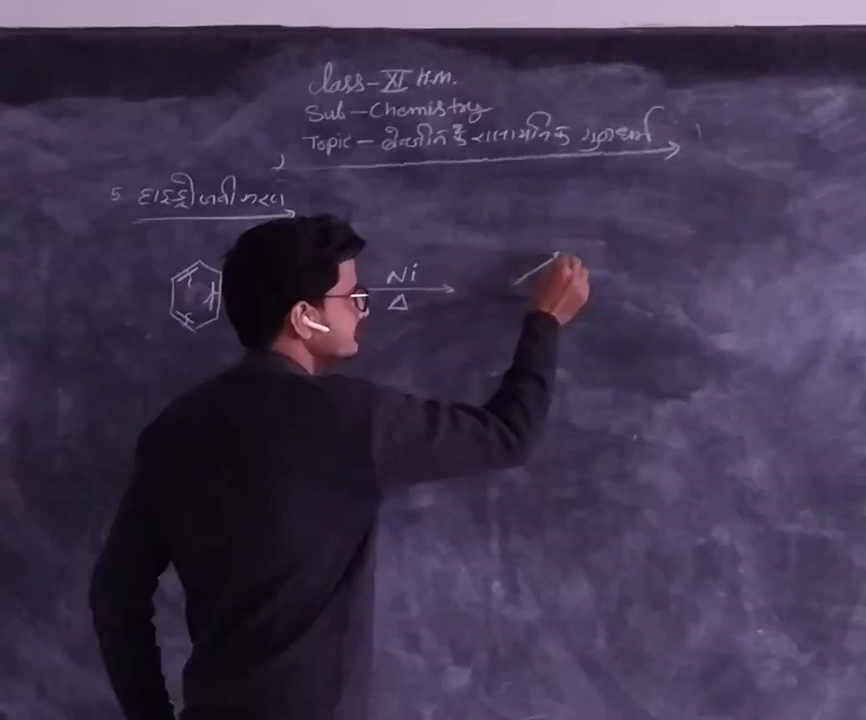 Class-XI H.M.
Sub-Chemistry
Topic - बेन्जीन के रासायनिक गुणधर्म
5 हाइड्रोजनीकरण
Ni
Δ